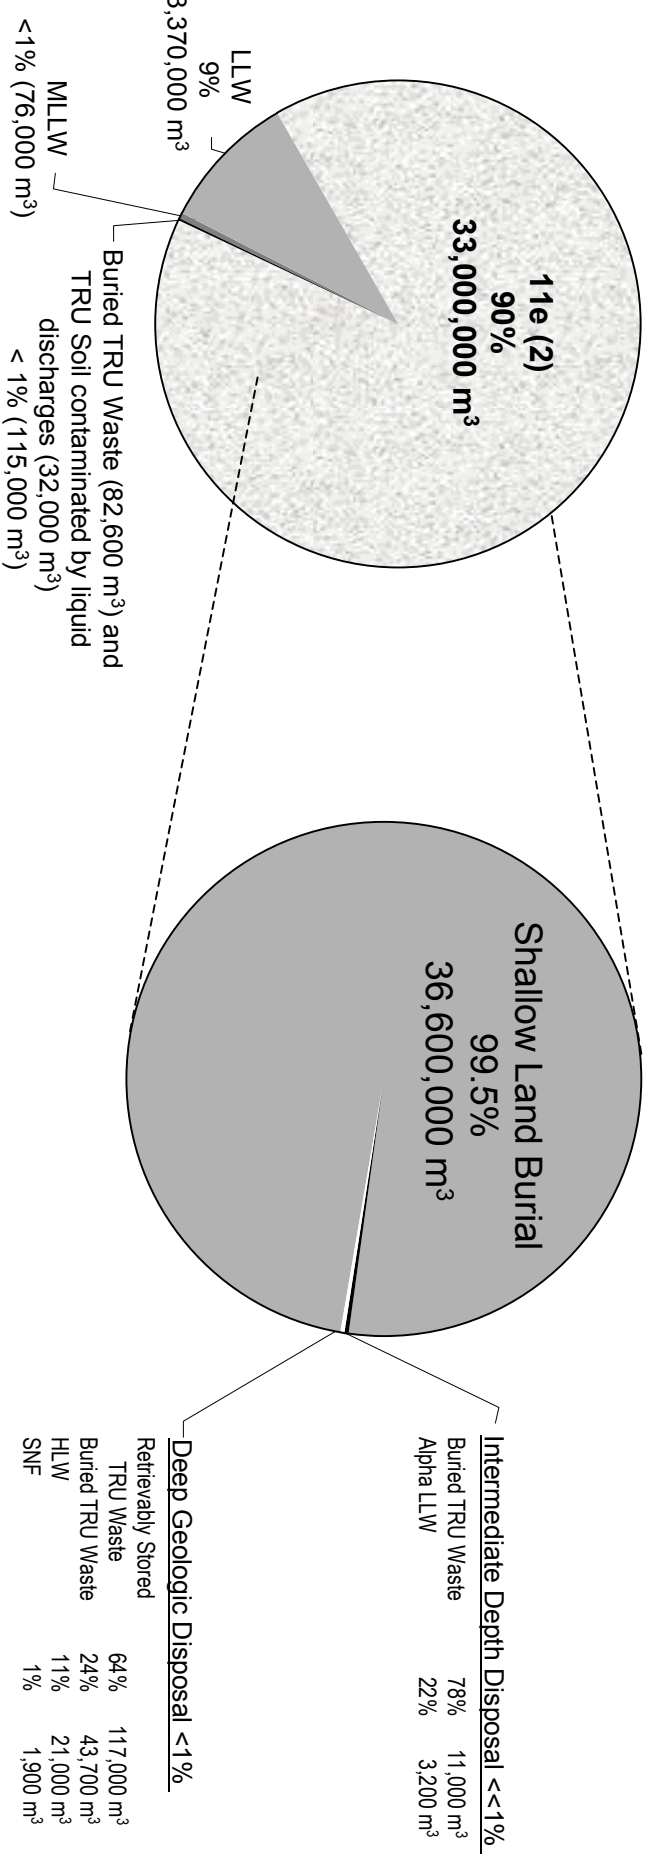 11e (2)
90%
33,000,000 m³
LLW
9%
3,370,000 m³
MLLW
<1% (76,000 m³)
Buried TRU Waste (82,600 m³) and
TRU Soil contaminated by liquid
discharges (32,000 m³)
< 1% (115,000 m³)
Shallow Land Burial
99.5%
36,600,000 m³
Intermediate Depth Disposal <<1%
Buried TRU Waste 78% 11,000 m³
Alpha LLW 22% 3,200 m³
Deep Geologic Disposal <1%
Retrievably Stored
TRU Waste 64% 117,000 m³
Buried TRU Waste 24% 43,700 m³
HLW 11% 21,000 m³
SNF 1% 1,900 m³